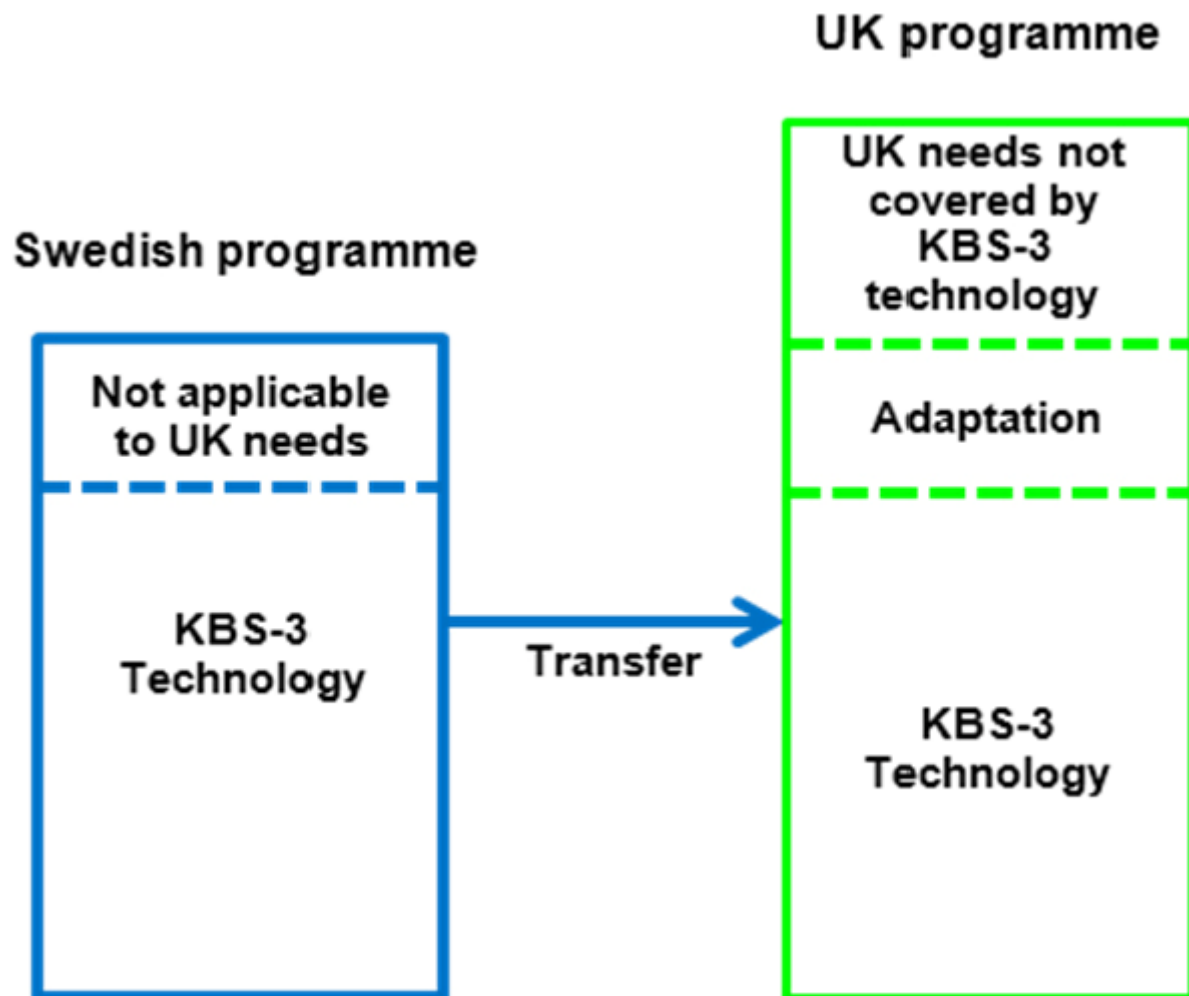 UK programme
UK needs not
covered by
KBS-3
technology
Swedish programme
Not applicable
to UK needs
Adaptation
KBS-3
Technology
Transfer
KBS-3
Technology